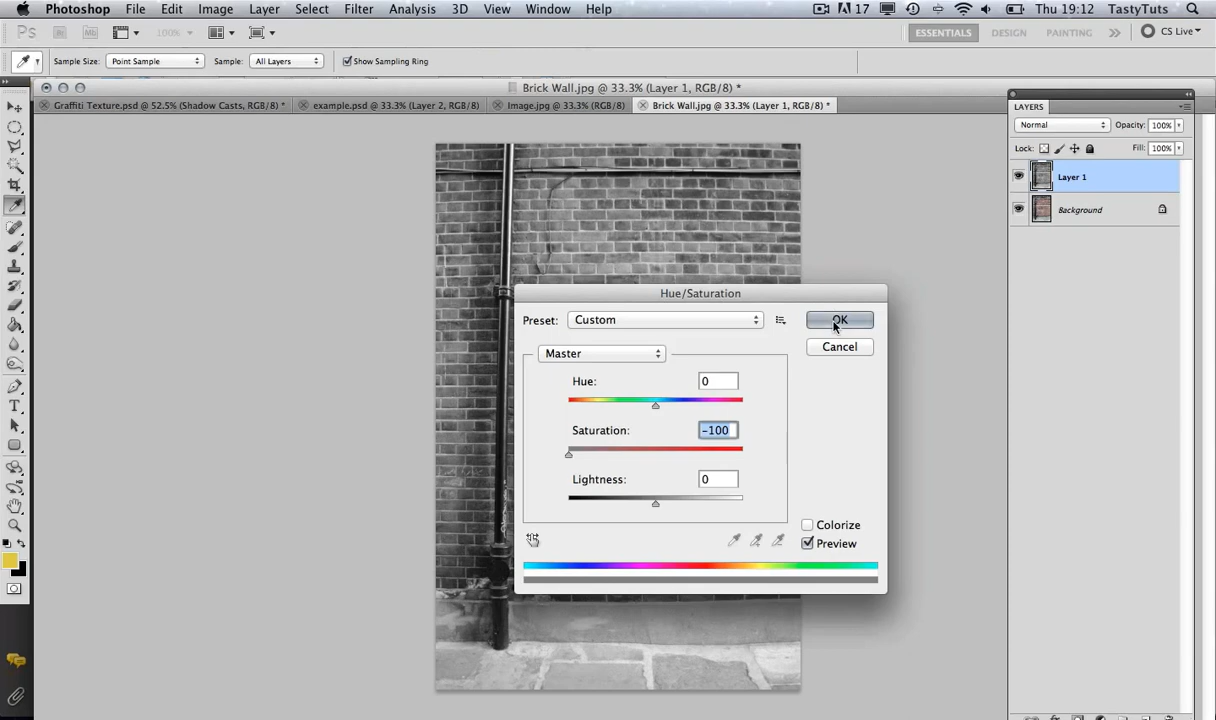 Photoshop File Edit Image Layer Select Filter Analysis 3D View Window Help 17 Thu 19:12 TastyTuts
Ps Br Mb 100% ESSENTIALS DESIGN PAINTING >> CS Live
Sample Size: Point Sample Sample: All Layers Show Sampling Ring
Brick Wall.jpg @ 33.3% (Layer 1, RGB/8) *
Graffiti Texture.psd @ 52.5% (Shadow Casts, RGB/8) * example.psd @ 33.3% (Layer 2, RGB/8) Image.jpg @ 33.3% (RGB/8) Brick Wall.jpg @ 33.3% (Layer 1, RGB/8) *
LAYERS
Normal Opacity: 100%
Lock: Fill: 100%
Layer 1
Background
Hue/Saturation
Preset: Custom OK
Cancel
Master
Hue: 0
Saturation: -100
Lightness: 0
Colorize
Preview